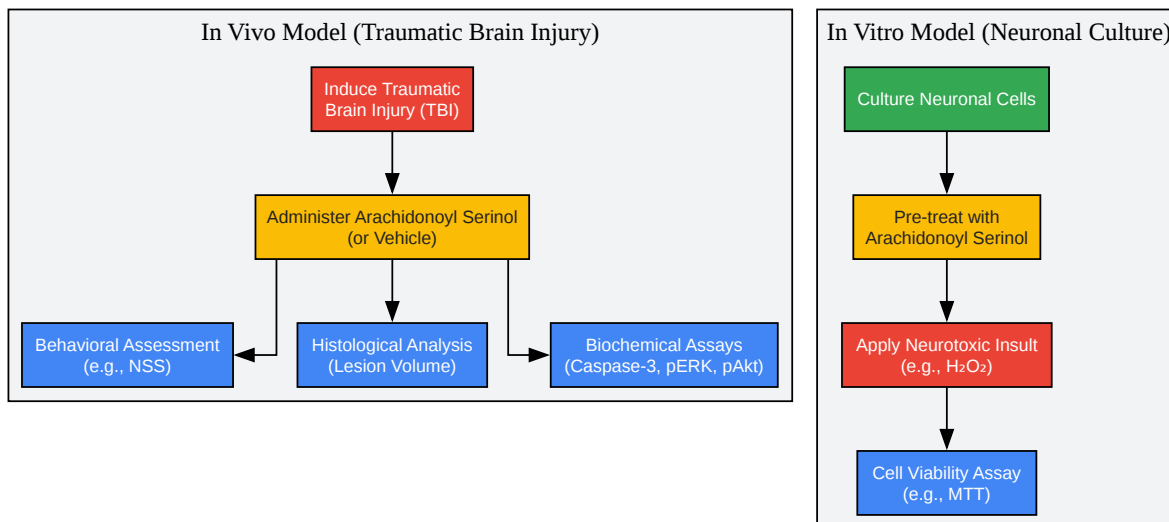 In Vivo Model (Traumatic Brain Injury)
Induce Traumatic
Brain Injury (TBI)
Administer Arachidonoyl Serinol
(or Vehicle)
Behavioral Assessment
(e.g., NSS)
Histological Analysis
(Lesion Volume)
Biochemical Assays
(Caspase-3, pERK, pAkt)
In Vitro Model (Neuronal Culture)
Culture Neuronal Cells
Pre-treat with
Arachidonoyl Serinol
Apply Neurotoxic Insult
(e.g., H₂O₂)
Cell Viability Assay
(e.g., MTT)